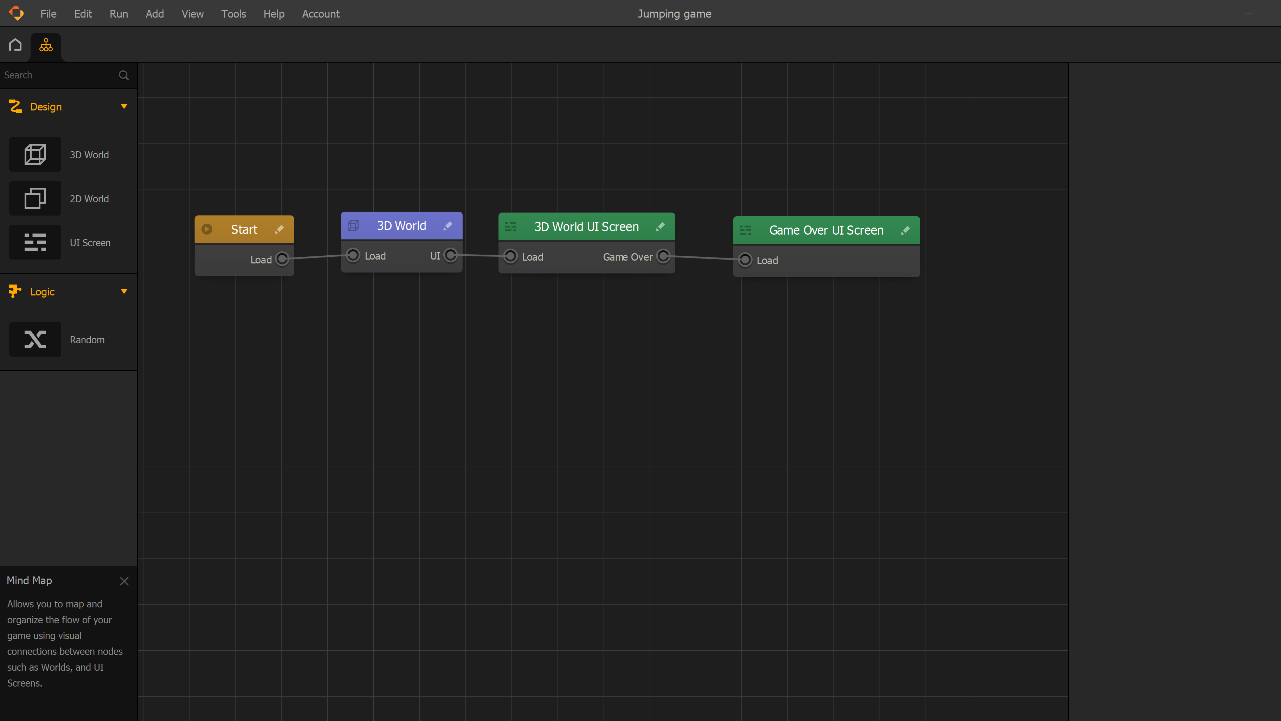 File Edit Run Add View Tools Help Account Jumping game
Search
Design
3D World
2D World
UI Screen
Logic
Random
Start
Load
3D World
Load UI
3D World UI Screen
Load Game Over
Game Over UI Screen
Load
Mind Map
Allows you to map and
organize the flow of your
game using visual
connections between nodes
such as Worlds, and UI
Screens.